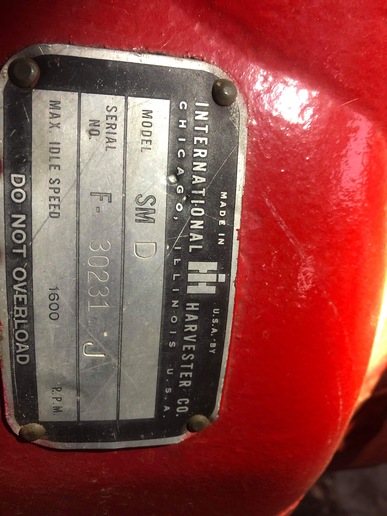 MADE IN U.S.A. BY
INTERNATIONAL IH HARVESTER CO.
CHICAGO, ILLINOIS U.S.A.
MODEL SM D
SERIAL NO. F- 30231 J
MAX IDLE SPEED 1600 R.P.M
DO NOT OVERLOAD